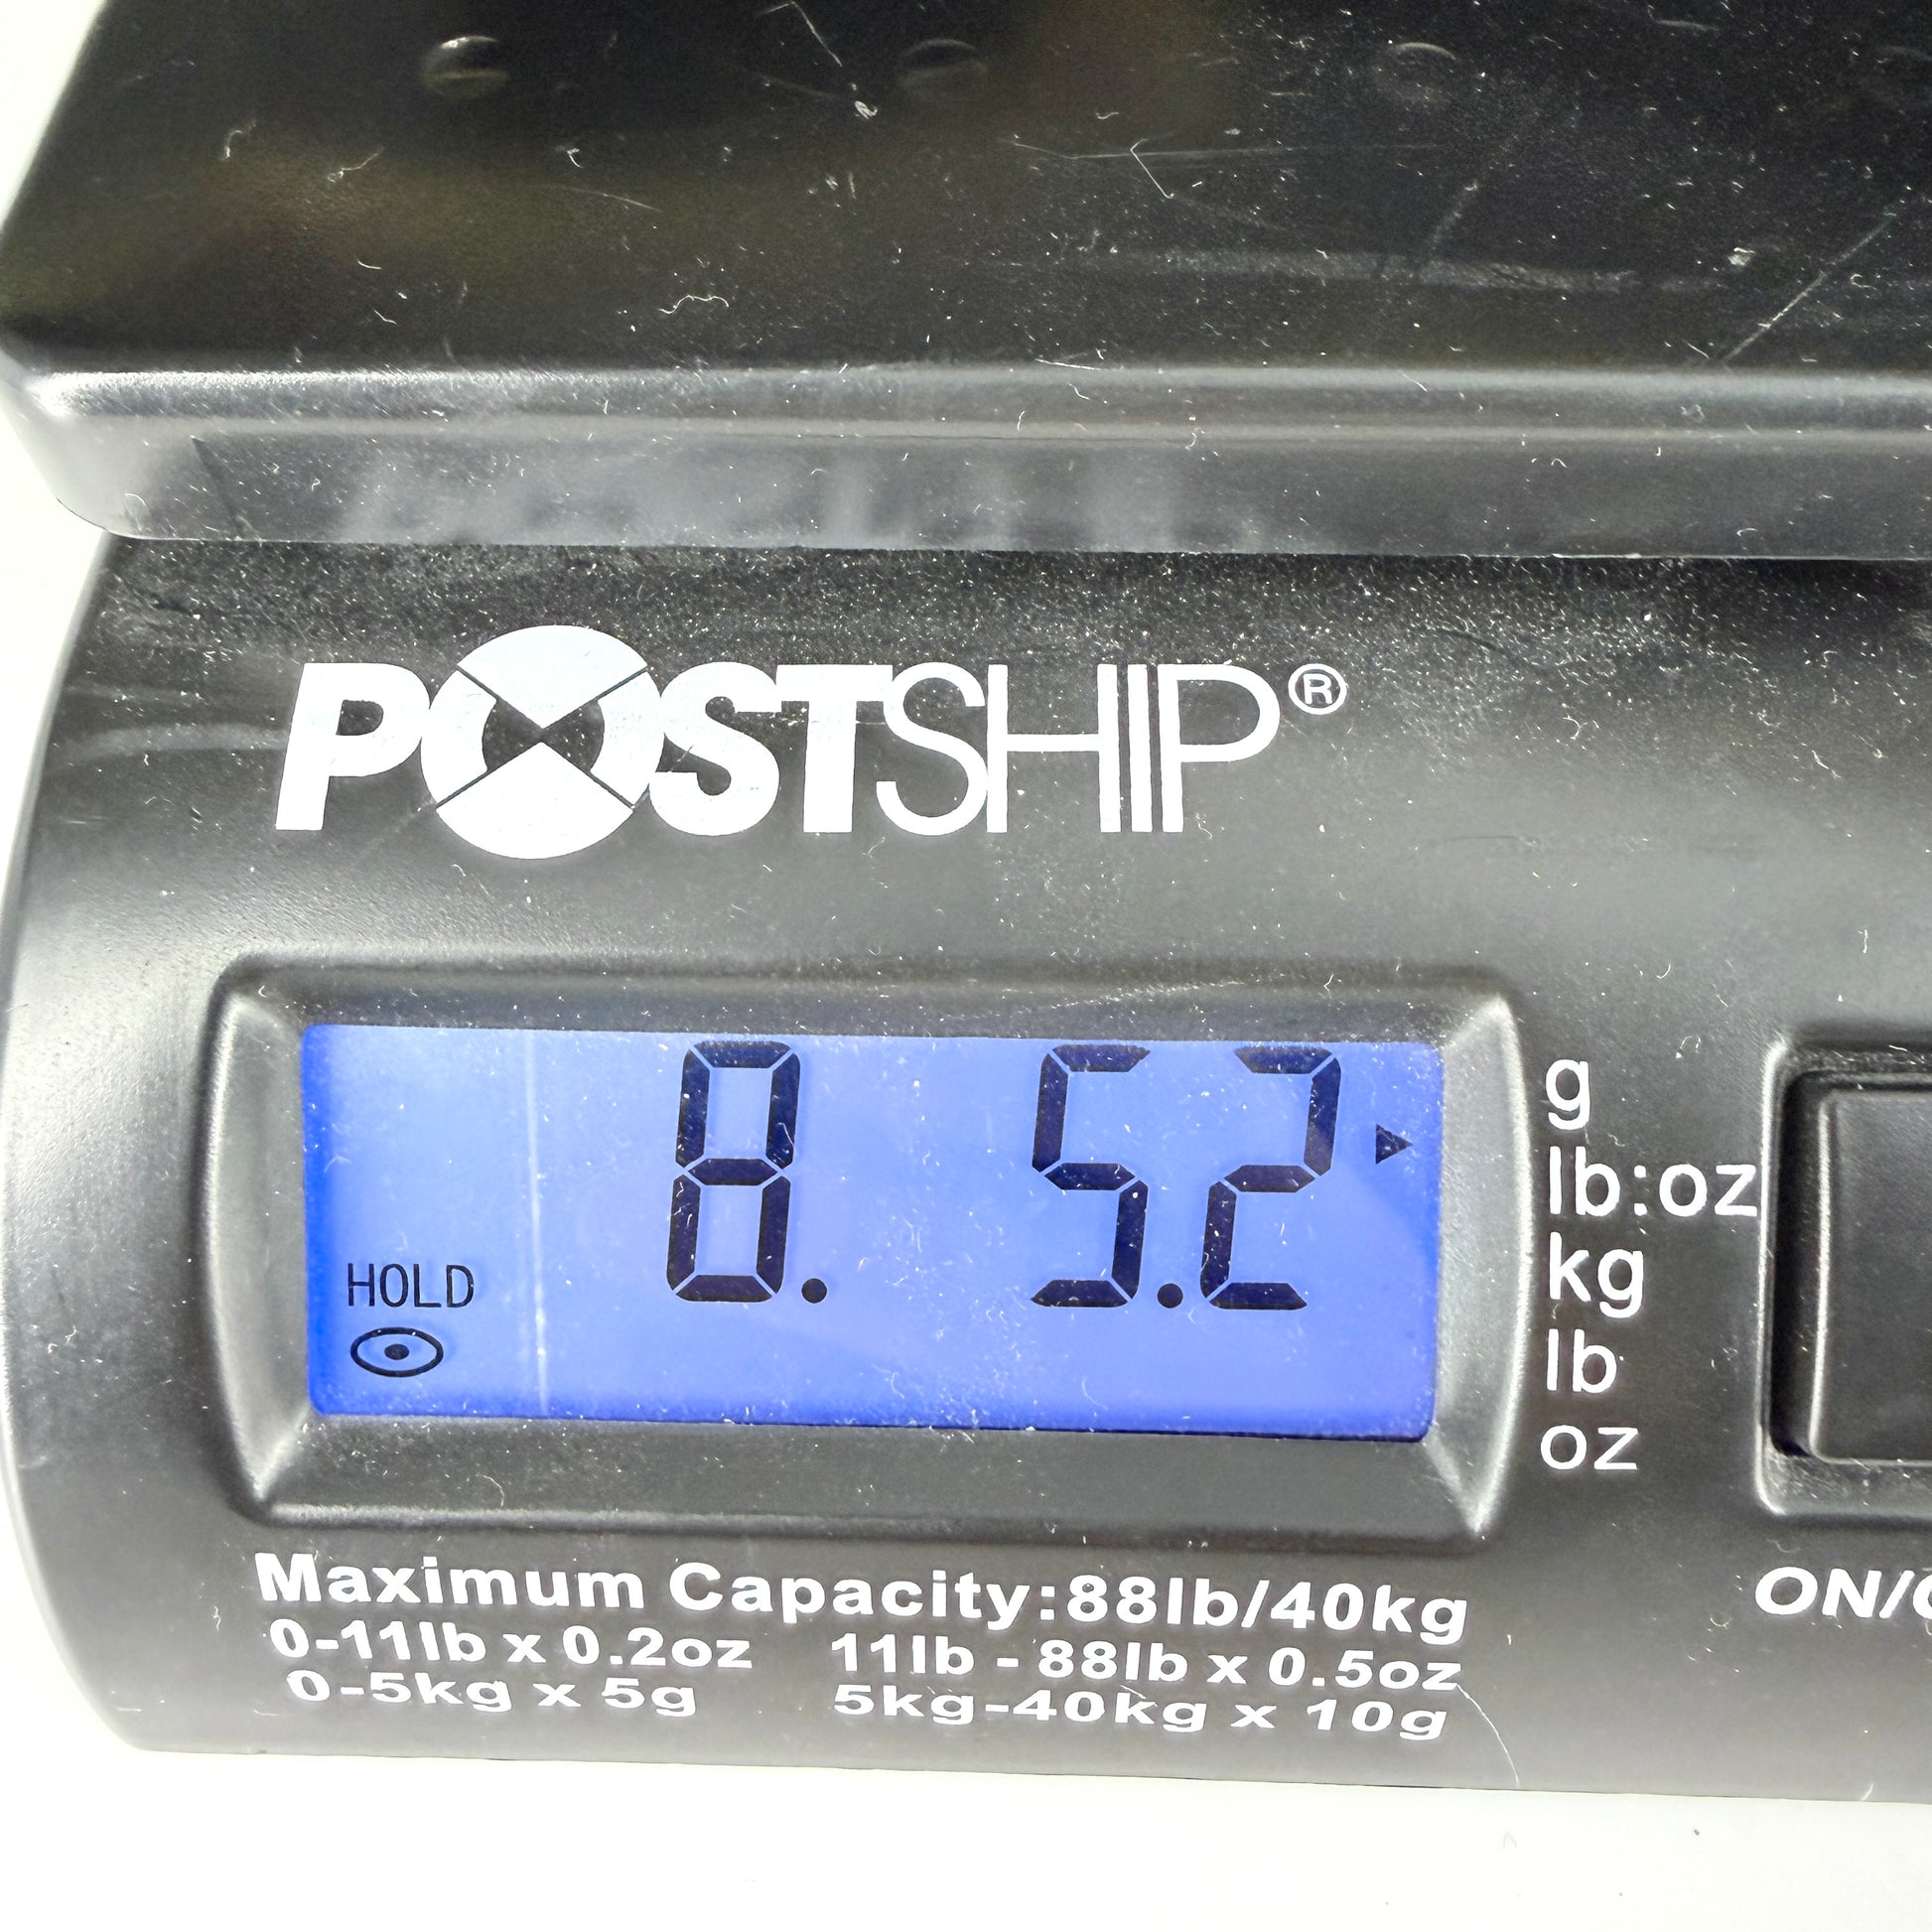 POSTSHIP®
8. 5.2
HOLD
g
lb:oz
kg
lb
oz
Maximum Capacity:88lb/40kg
0-11lb x 0.2oz 11lb - 88lb x 0.5oz
0-5kg x 5g 5kg-40kg x 10g